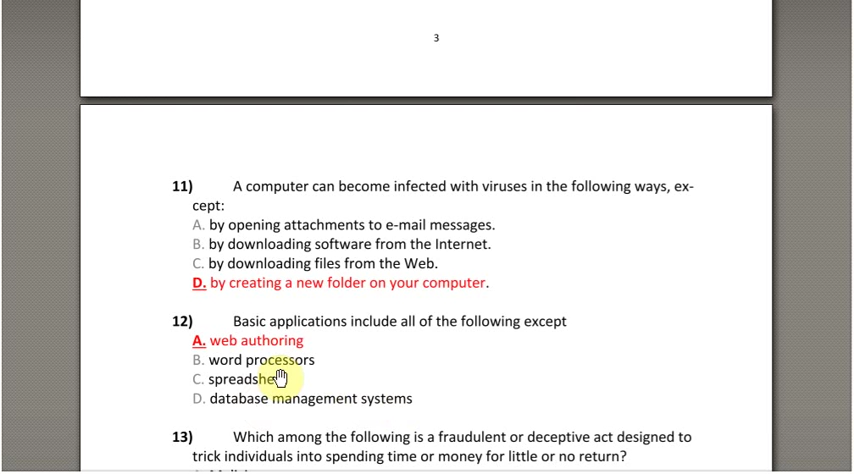 3
11) A computer can become infected with viruses in the following ways, ex-
cept:
A. by opening attachments to e-mail messages.
B. by downloading software from the Internet.
C. by downloading files from the Web.
D. by creating a new folder on your computer.
12) Basic applications include all of the following except
A. web authoring
B. word processors
C. spreadshe
D. database management systems
13) Which among the following is a fraudulent or deceptive act designed to
trick individuals into spending time or money for little or no return?